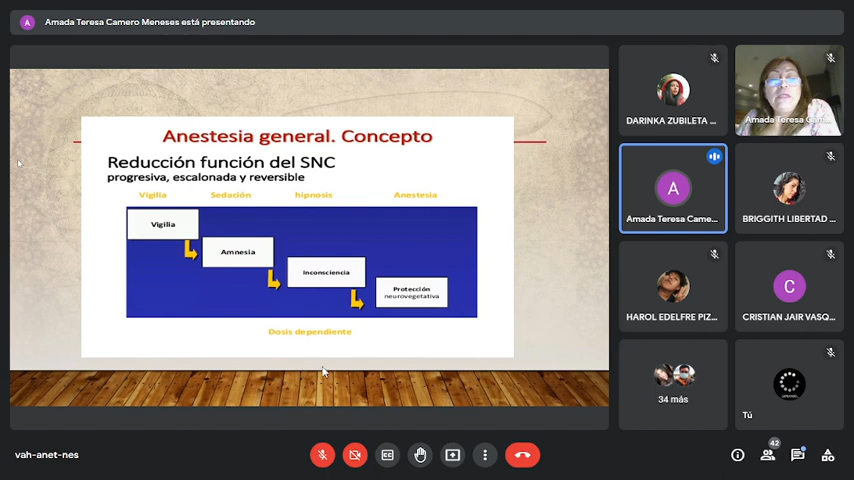 A
Amada Teresa Camero Meneses está presentando
Anestesia general. Concepto
Reducción función del SNC
progresiva, escalonada y reversible
Vigilia Sedación hipnosis Anestesia
Vigilia
Amnesia
Inconsciencia
Protección
neurovegetativa
Dosis dependiente
DARINKA ZUBILETA ...
Amada Teresa Cam...
A
Amada Teresa Came...
BRIGGITH LIBERTAD ...
HAROL EDELFRE PIZ...
C
CRISTIAN JAIR VASQ...
34 más
Tú
vah-anet-nes
42